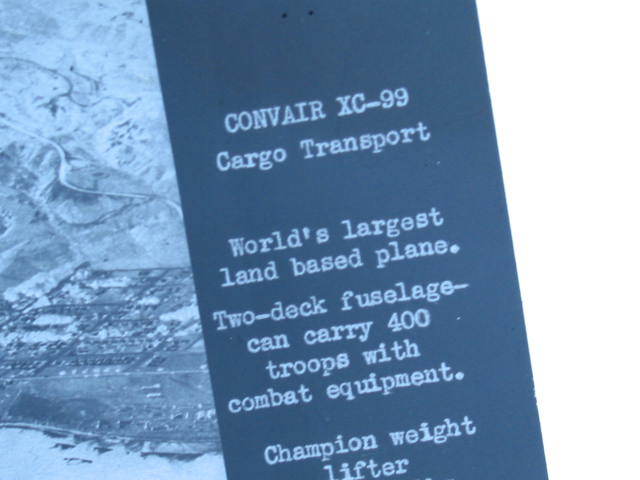 CONVAIR XC-99
Cargo Transport
World's largest
land based plane.
Two-deck fuselage-
can carry 400
troops with
combat equipment.
Champion weight
lifter